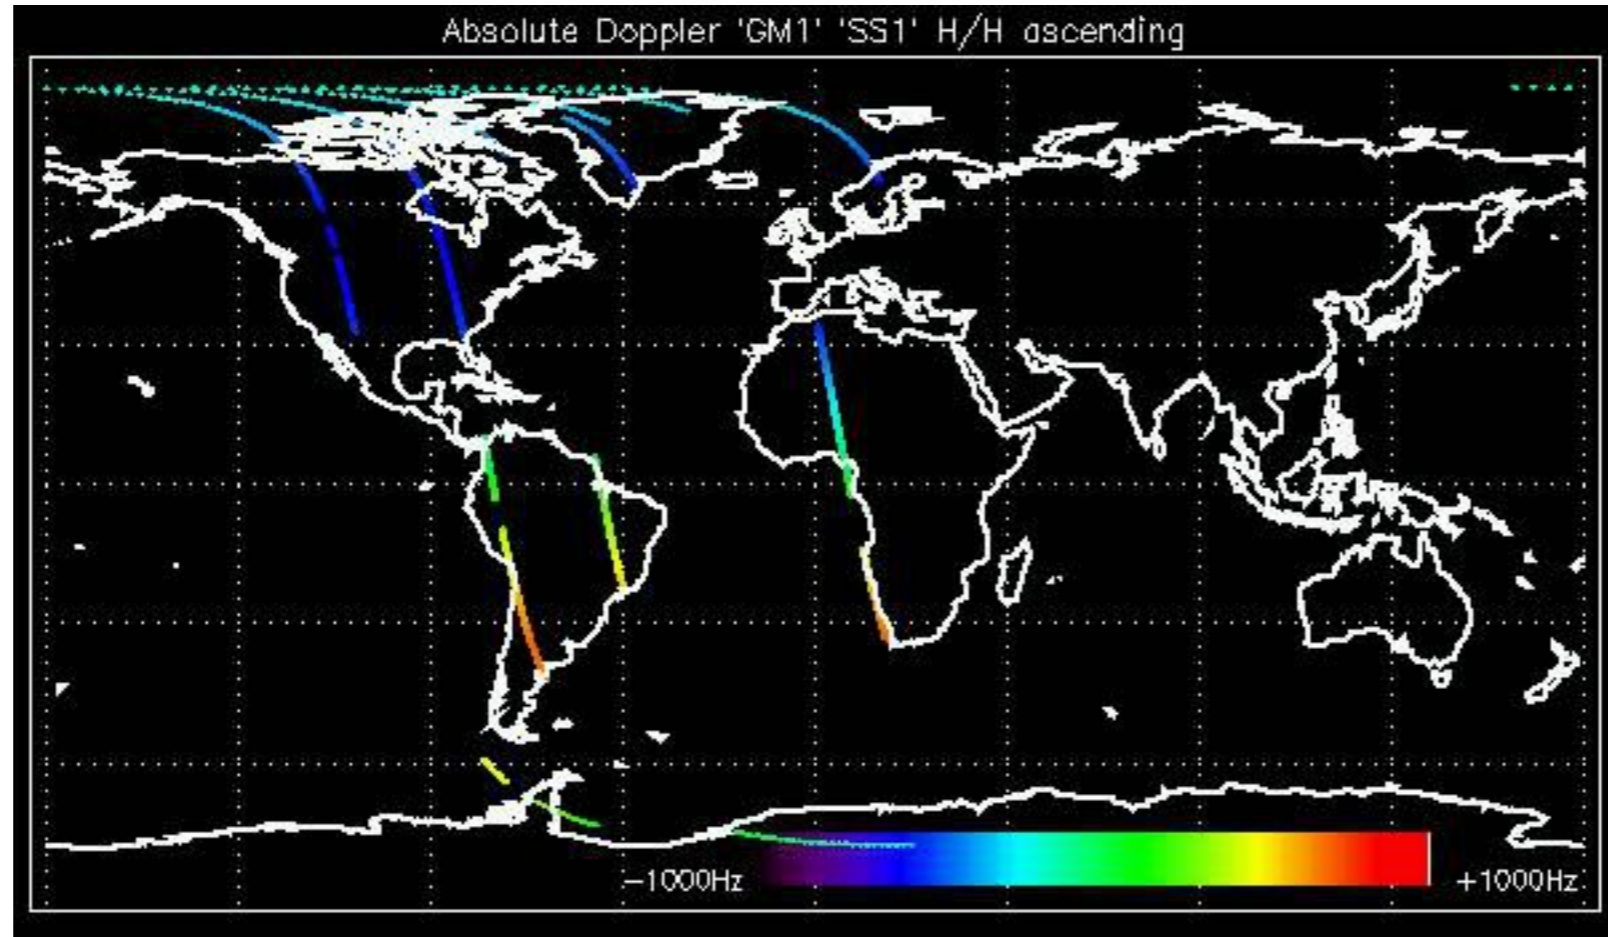 Absolute Doppler 'GM1' 'SS1' H/H ascending
−1000Hz
+1000Hz